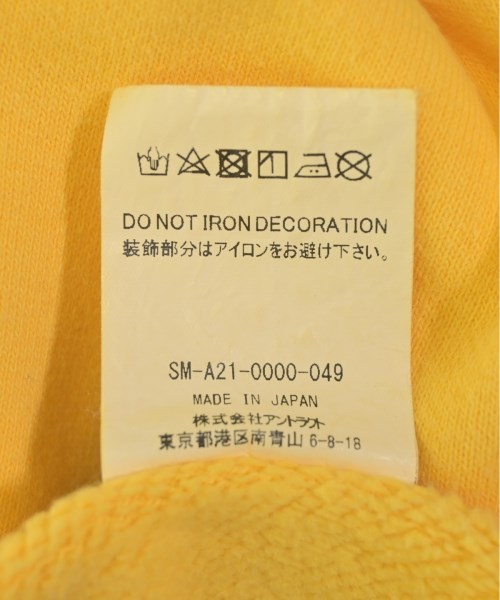 DO NOT IRON DECORATION
装飾部分はアイロンをお避け下さい。
SM-A21-0000-049
MADE IN JAPAN
株式会社アントラクト
東京都港区南青山 6-8-18